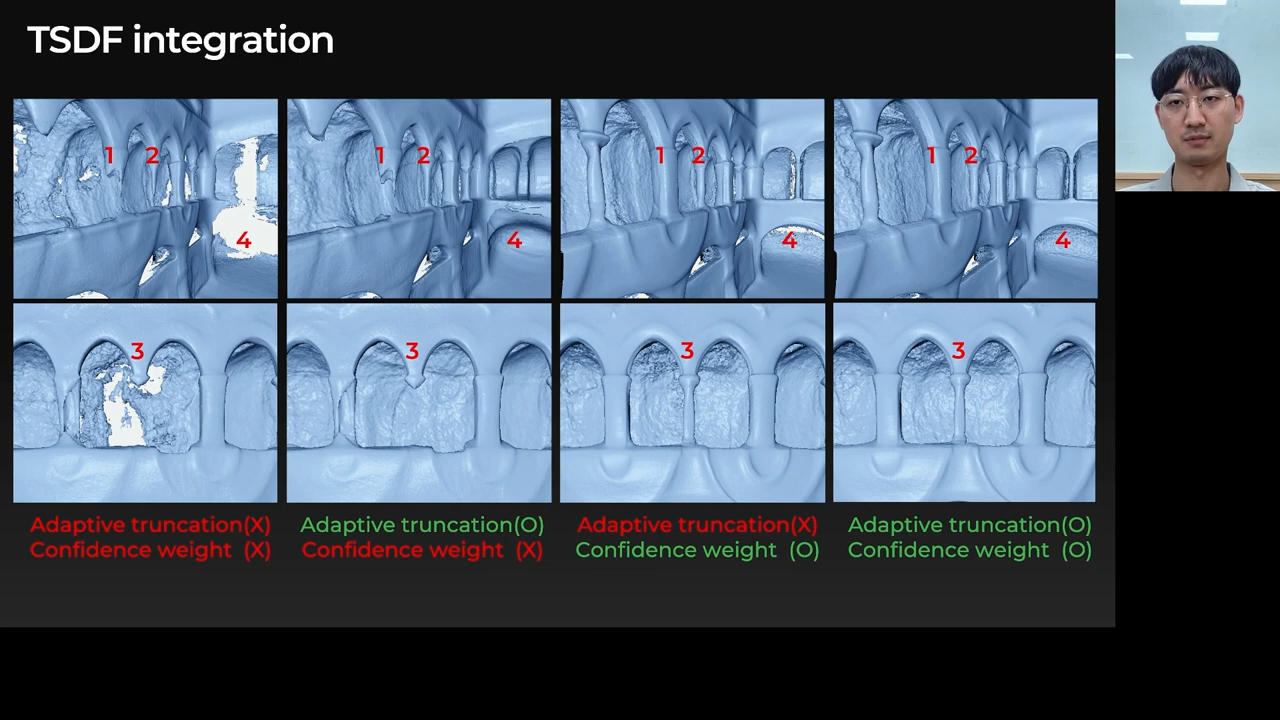 TSDF integration
1 2 4
1 2 4
1 2 4
1 2 4
3
3
3
3
Adaptive truncation(X)
Confidence weight (X)
Adaptive truncation(O)
Confidence weight (X)
Adaptive truncation(X)
Confidence weight (O)
Adaptive truncation(O)
Confidence weight (O)